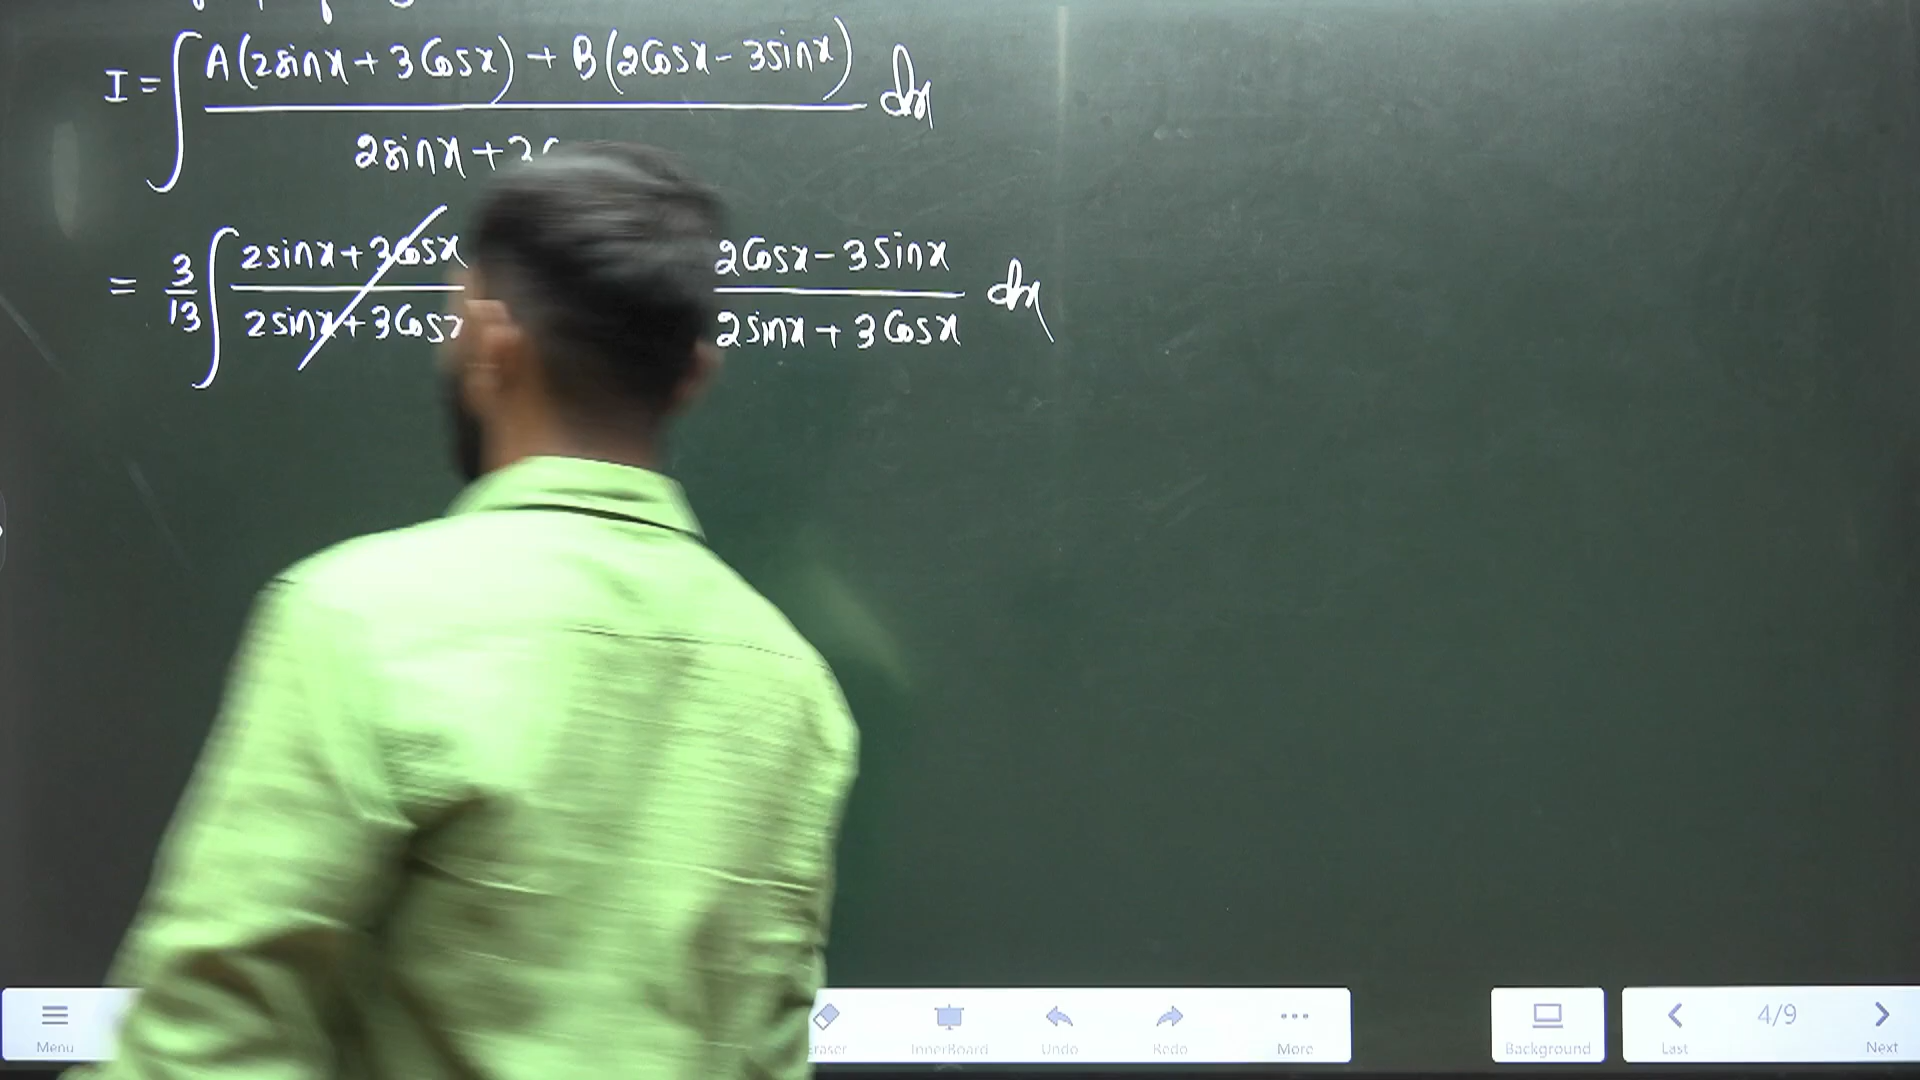 I = ∫ A(2sinx + 3Cosx) + B(2Cosx - 3sinx) / 2sinx + dx
= 3/13 ∫ 2sinx + 3Cosx / 2sinx + 3Cosx 2Cosx - 3Sinx / 2sinx + 3Cosx dx
Menu Eraser InnerBoard Undo Redo More Background Last 4/9 Next